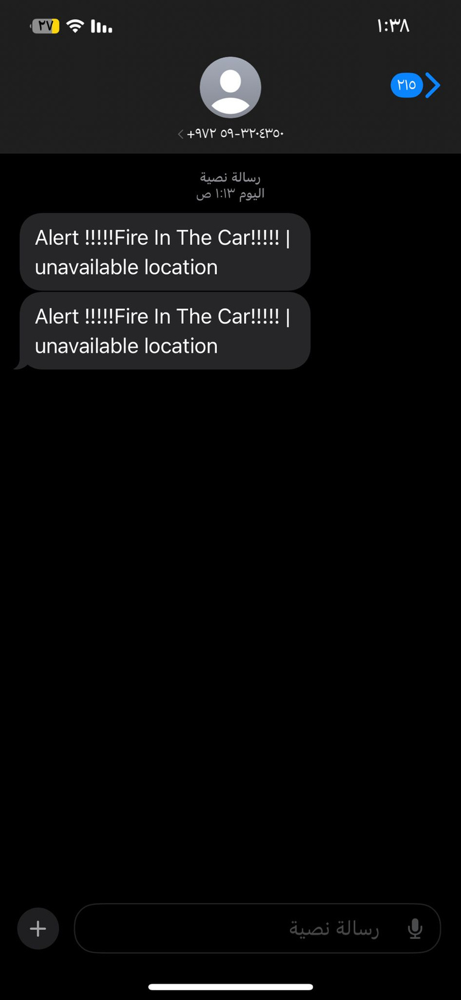 ٢٧
١:٣٨
٢١٥
+٩٧٢ ٥٩-٣٢٠٤٣٥٠
رسالة نصية
اليوم ١:١٣ ص
Alert !!!!!Fire In The Car!!!!! |
unavailable location
Alert !!!!!Fire In The Car!!!!! |
unavailable location
رسالة نصية